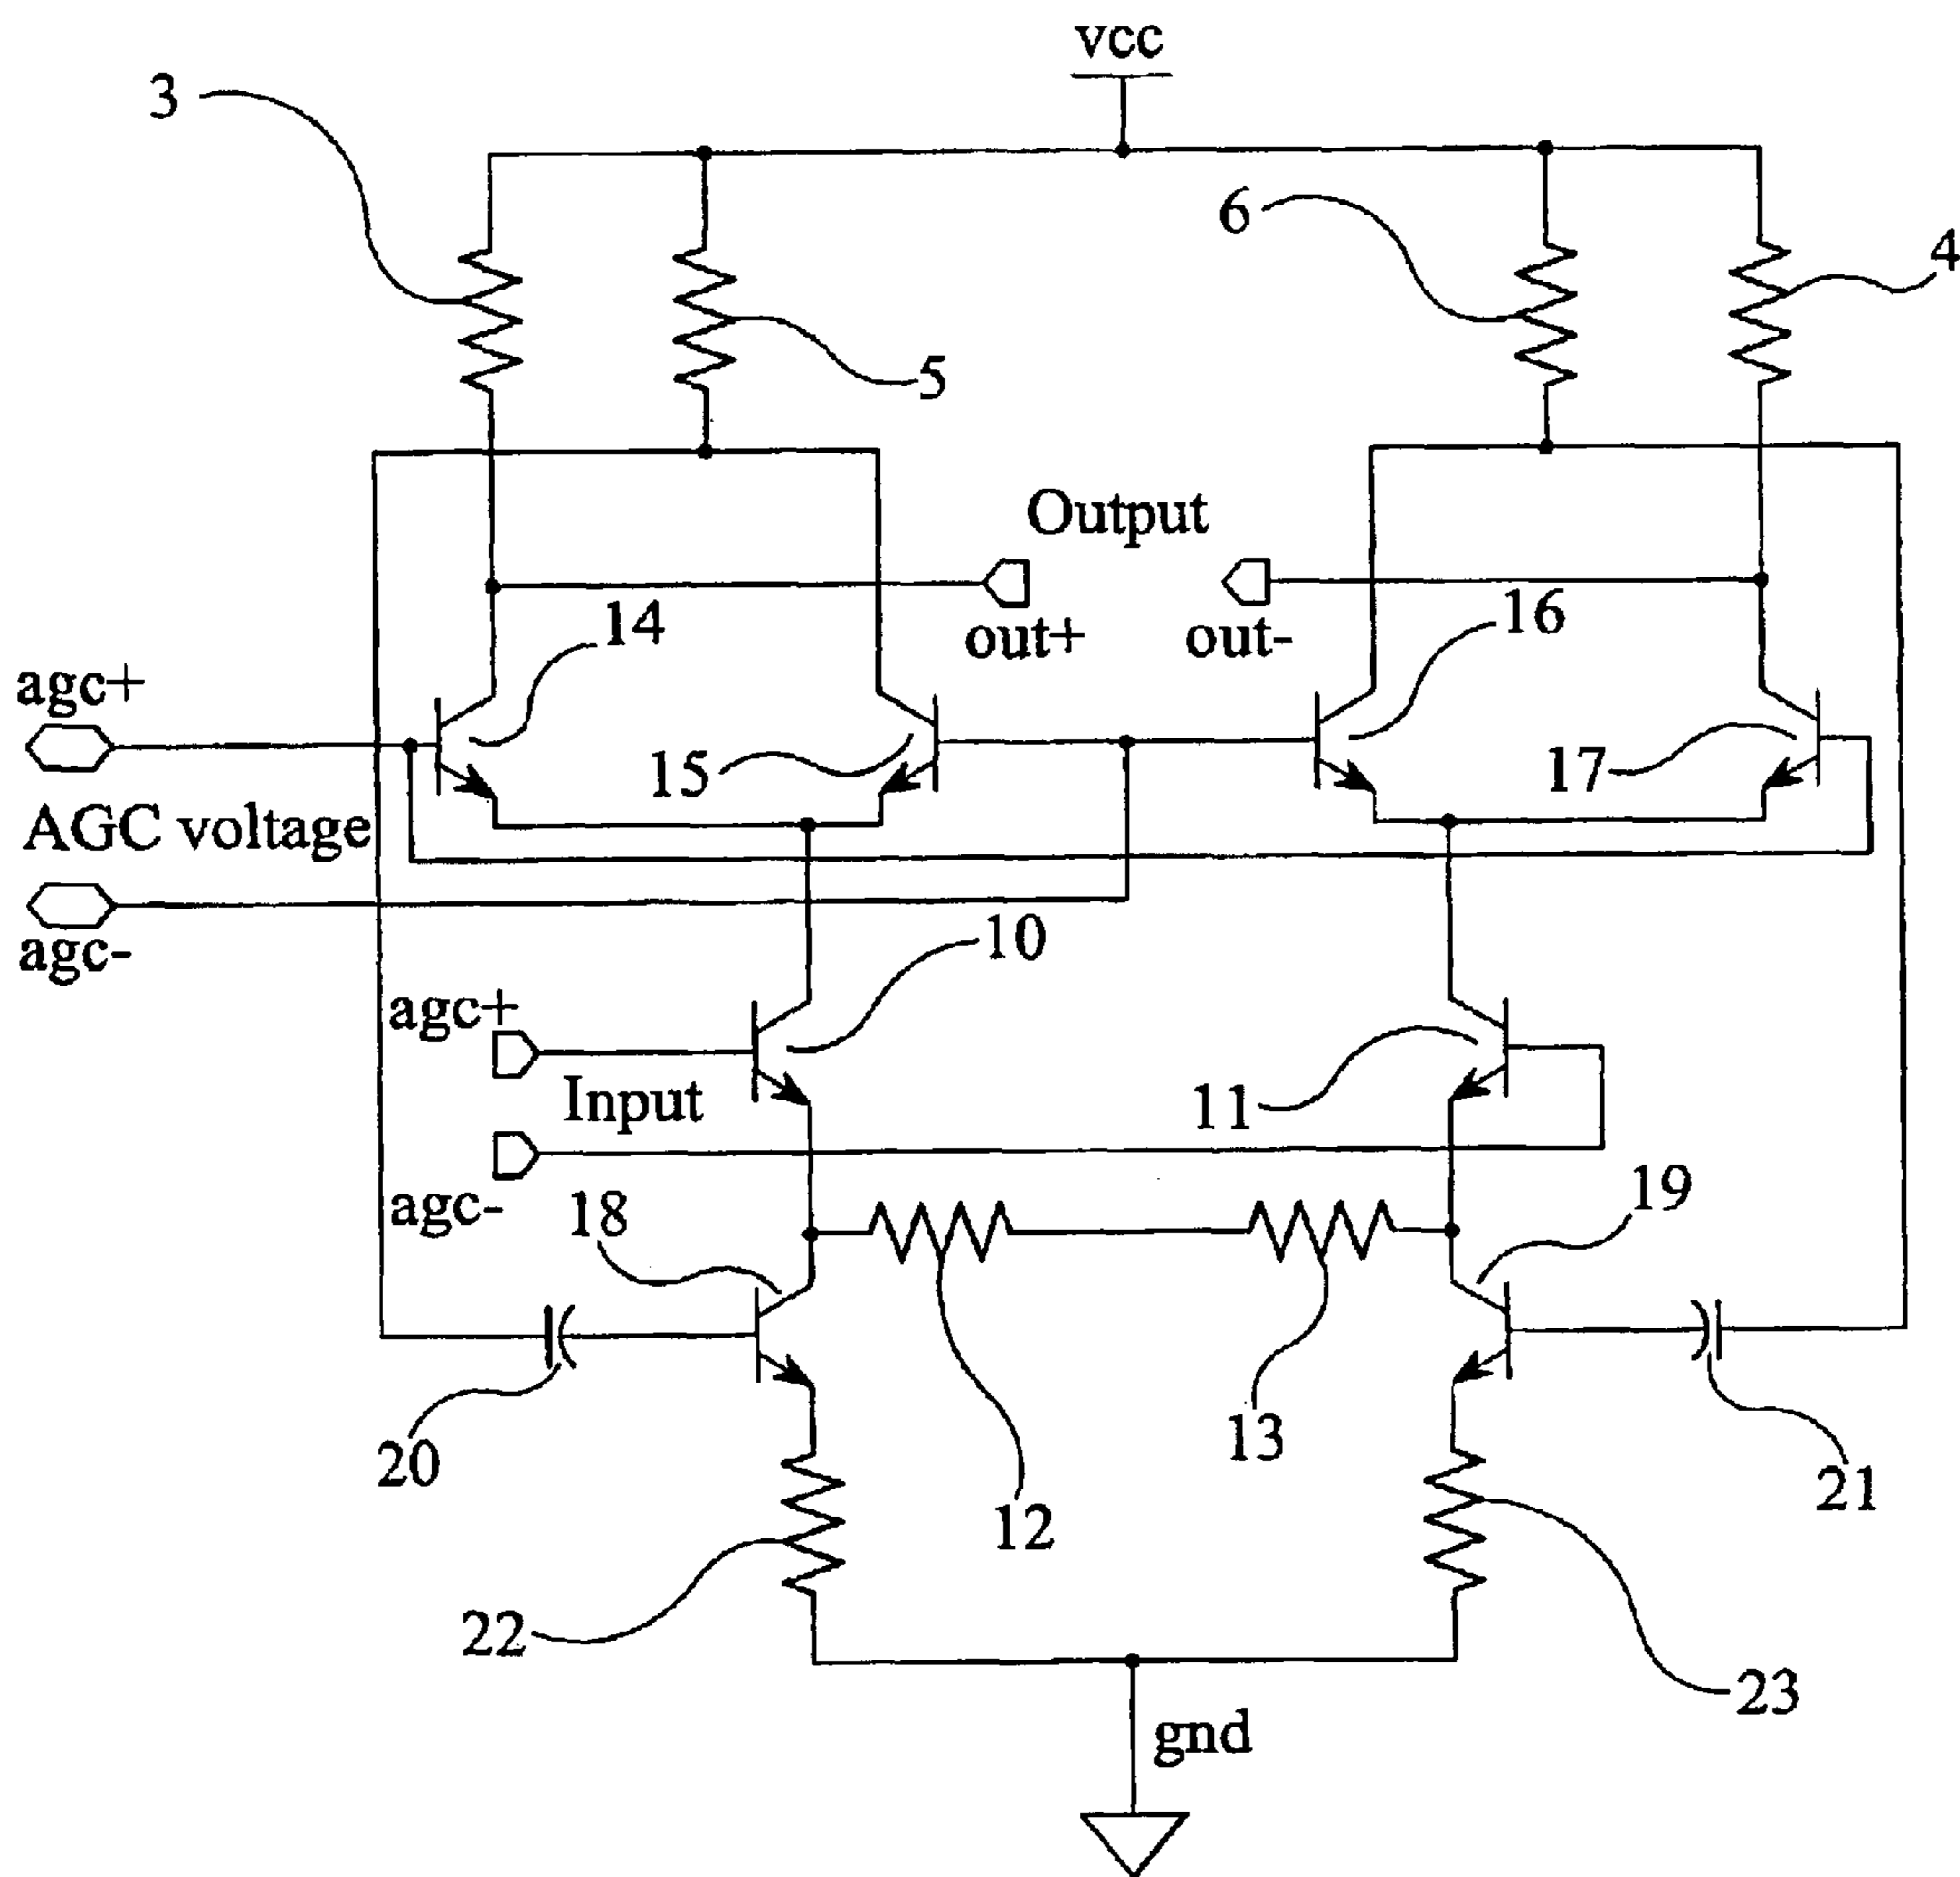 vcc
3
6
4
5
Output
14
out+
out-
16
agc+
15
17
AGC voltage
agc-
10
agc+
Input
11
agc-
18
19
20
13
12
21
22
23
gnd